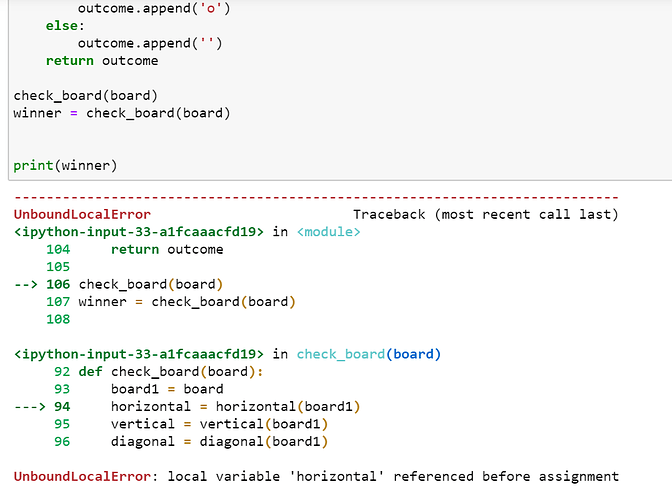 outcome.append('o')
    else:
        outcome.append('')
    return outcome
check_board(board)
winner = check_board(board)
print(winner)
---------------------------------------------------------------------------
UnboundLocalError                         Traceback (most recent call last)
<ipython-input-33-a1fcaaacfd19> in <module>
    104     return outcome
    105
--> 106 check_board(board)
    107 winner = check_board(board)
    108
<ipython-input-33-a1fcaaacfd19> in check_board(board)
     92 def check_board(board):
     93     board1 = board
---> 94     horizontal = horizontal(board1)
     95     vertical = vertical(board1)
     96     diagonal = diagonal(board1)
UnboundLocalError: local variable 'horizontal' referenced before assignment